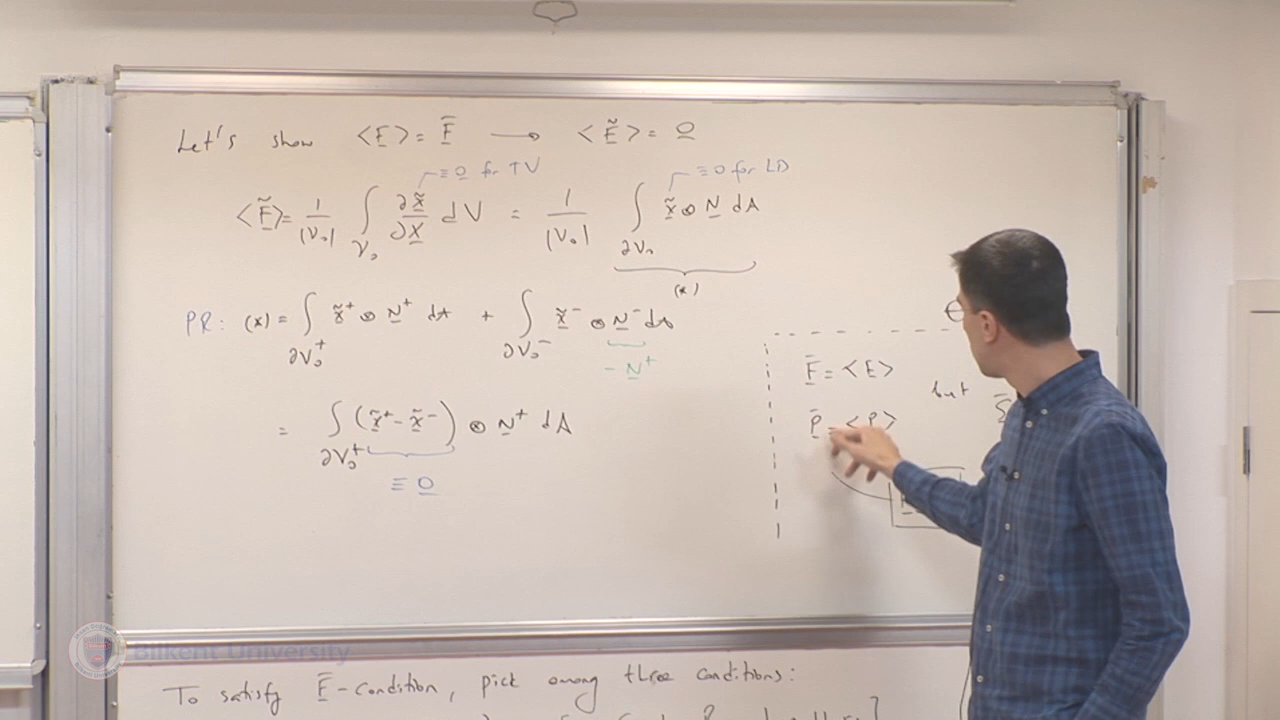 Let's show <F> = F̄ → <F̃> = 0
≡ 0 for TV
≡ 0 for LD
<F̃> = 1/|V₀| ∫_V₀ ∂x̃/∂X dV = 1/|V₀| ∫_∂V₀ x̃ ⊗ N dA
(*)
PR: (*) = ∫_∂V₀⁺ x̃⁺ ⊗ N⁺ dA + ∫_∂V₀⁻ x̃⁻ ⊗ N⁻ dA
- N⁺
= ∫_∂V₀⁺ (x̃⁺ - x̃⁻) ⊗ N⁺ dA
≡ 0
F̄ = <F> but
P̄ = <P>
Bilkent University
To satisfy F̄-Condition, pick among three conditions: